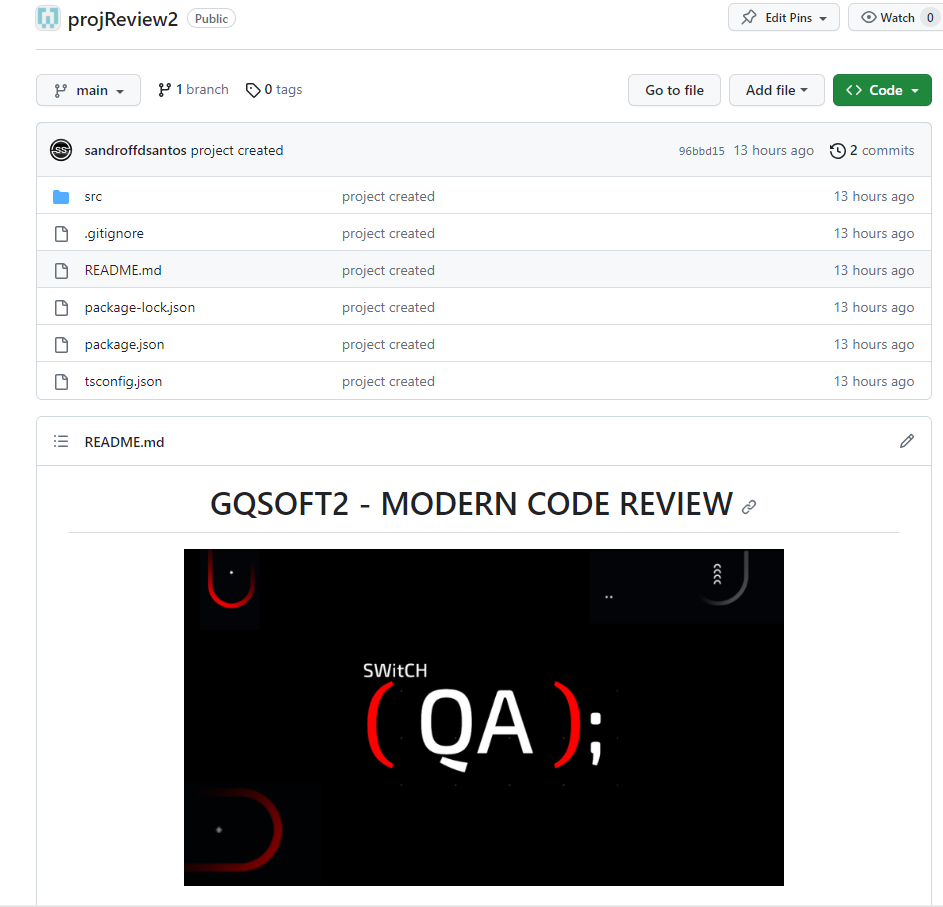 projReview2 Public Edit Pins Watch 0
main 1 branch 0 tags Go to file Add file Code
sandroffdsantos project created 96bbd15 13 hours ago 2 commits
src project created 13 hours ago
.gitignore project created 13 hours ago
README.md project created 13 hours ago
package-lock.json project created 13 hours ago
package.json project created 13 hours ago
tsconfig.json project created 13 hours ago
README.md
GQSOFT2 - MODERN CODE REVIEW
SWitCH
( QA );